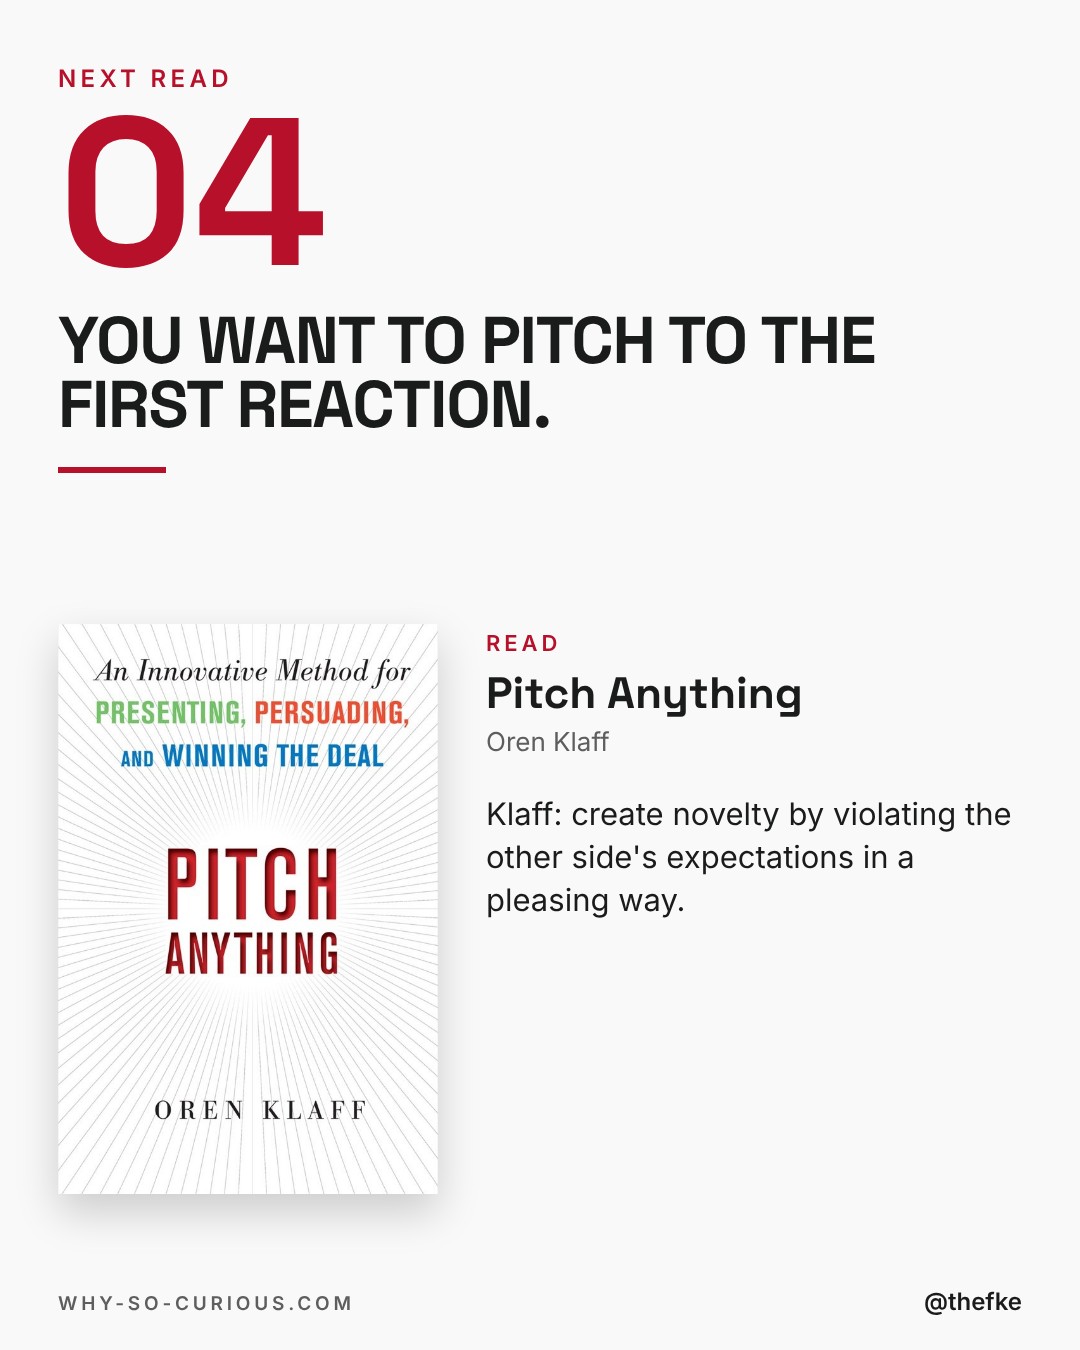 NEXT READ
04
YOU WANT TO PITCH TO THE
FIRST REACTION.
An Innovative Method for
PRESENTING, PERSUADING,
AND WINNING THE DEAL
PITCH
ANYTHING
OREN KLAFF
READ
Pitch Anything
Oren Klaff
Klaff: create novelty by violating the
other side's expectations in a
pleasing way.
WHY-SO-CURIOUS.COM
@thefke